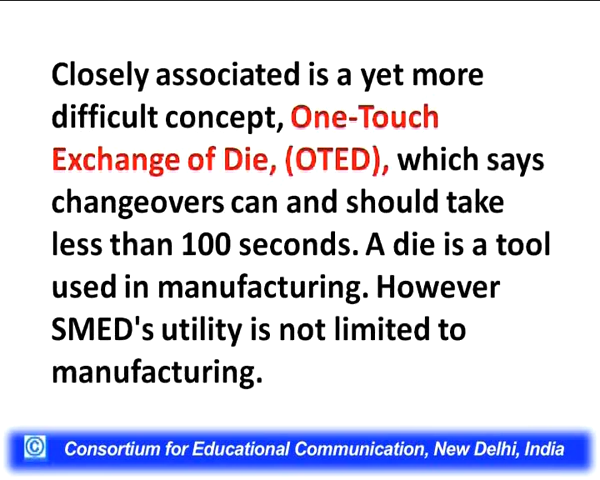 Closely associated is a yet more
difficult concept, One-Touch
Exchange of Die, (OTED), which says
changeovers can and should take
less than 100 seconds. A die is a tool
used in manufacturing. However
SMED's utility is not limited to
manufacturing.
© Consortium for Educational Communication, New Delhi, India